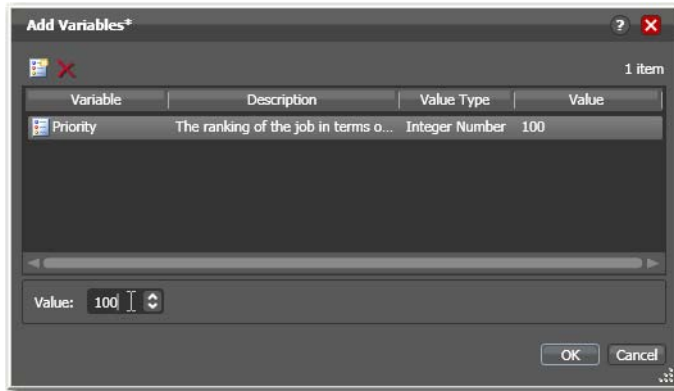 Add Variables*
?
1 item
Variable Description Value Type Value
Priority The ranking of the job in terms o... Integer Number 100
Value: 100
OK Cancel